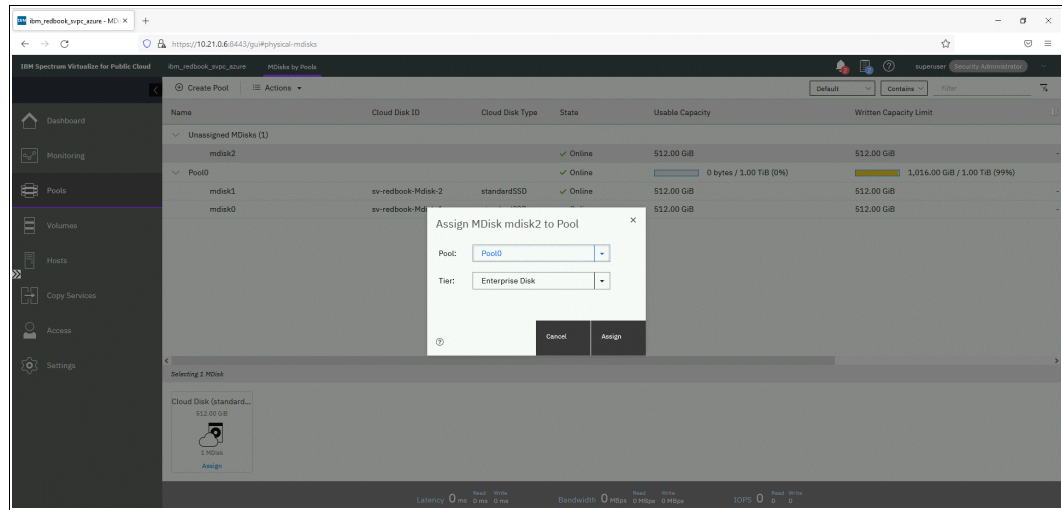 ibm_redbook_svpc_azure - MD
https://10.21.0.6:6443/gui#physical-mdisks
IBM Spectrum Virtualize for Public Cloud ibm_redbook_svpc_azure MDisks by Pools superuser Security Administrator
Create Pool Actions Default Contains Filter
Name Cloud Disk ID Cloud Disk Type State Usable Capacity Written Capacity Limit
Dashboard
Unassigned MDisks (1)
Monitoring
mdisk2 Online 512.00 GiB 512.00 GiB
Pool0 Online 0 bytes / 1.00 TiB (0%) 1,016.00 GiB / 1.00 TiB (99%)
Pools
mdisk1 sv-redbook-Mdisk-2 standardSSD Online 512.00 GiB 512.00 GiB
mdisk0 512.00 GiB 512.00 GiB
Volumes
Assign MDisk mdisk2 to Pool
Pool: Pool0
Hosts
Tier: Enterprise Disk
Copy Services
Access
Cancel Assign
Settings
Selecting 1 MDisk
Cloud Disk (standard...
512.00 GiB
1 MDisk
Assign
Latency 0 ms Read 0 ms Write 0 ms Bandwidth 0 MBps Read 0 MBps Write 0 MBps IOPS 0 Read 0 Write 0